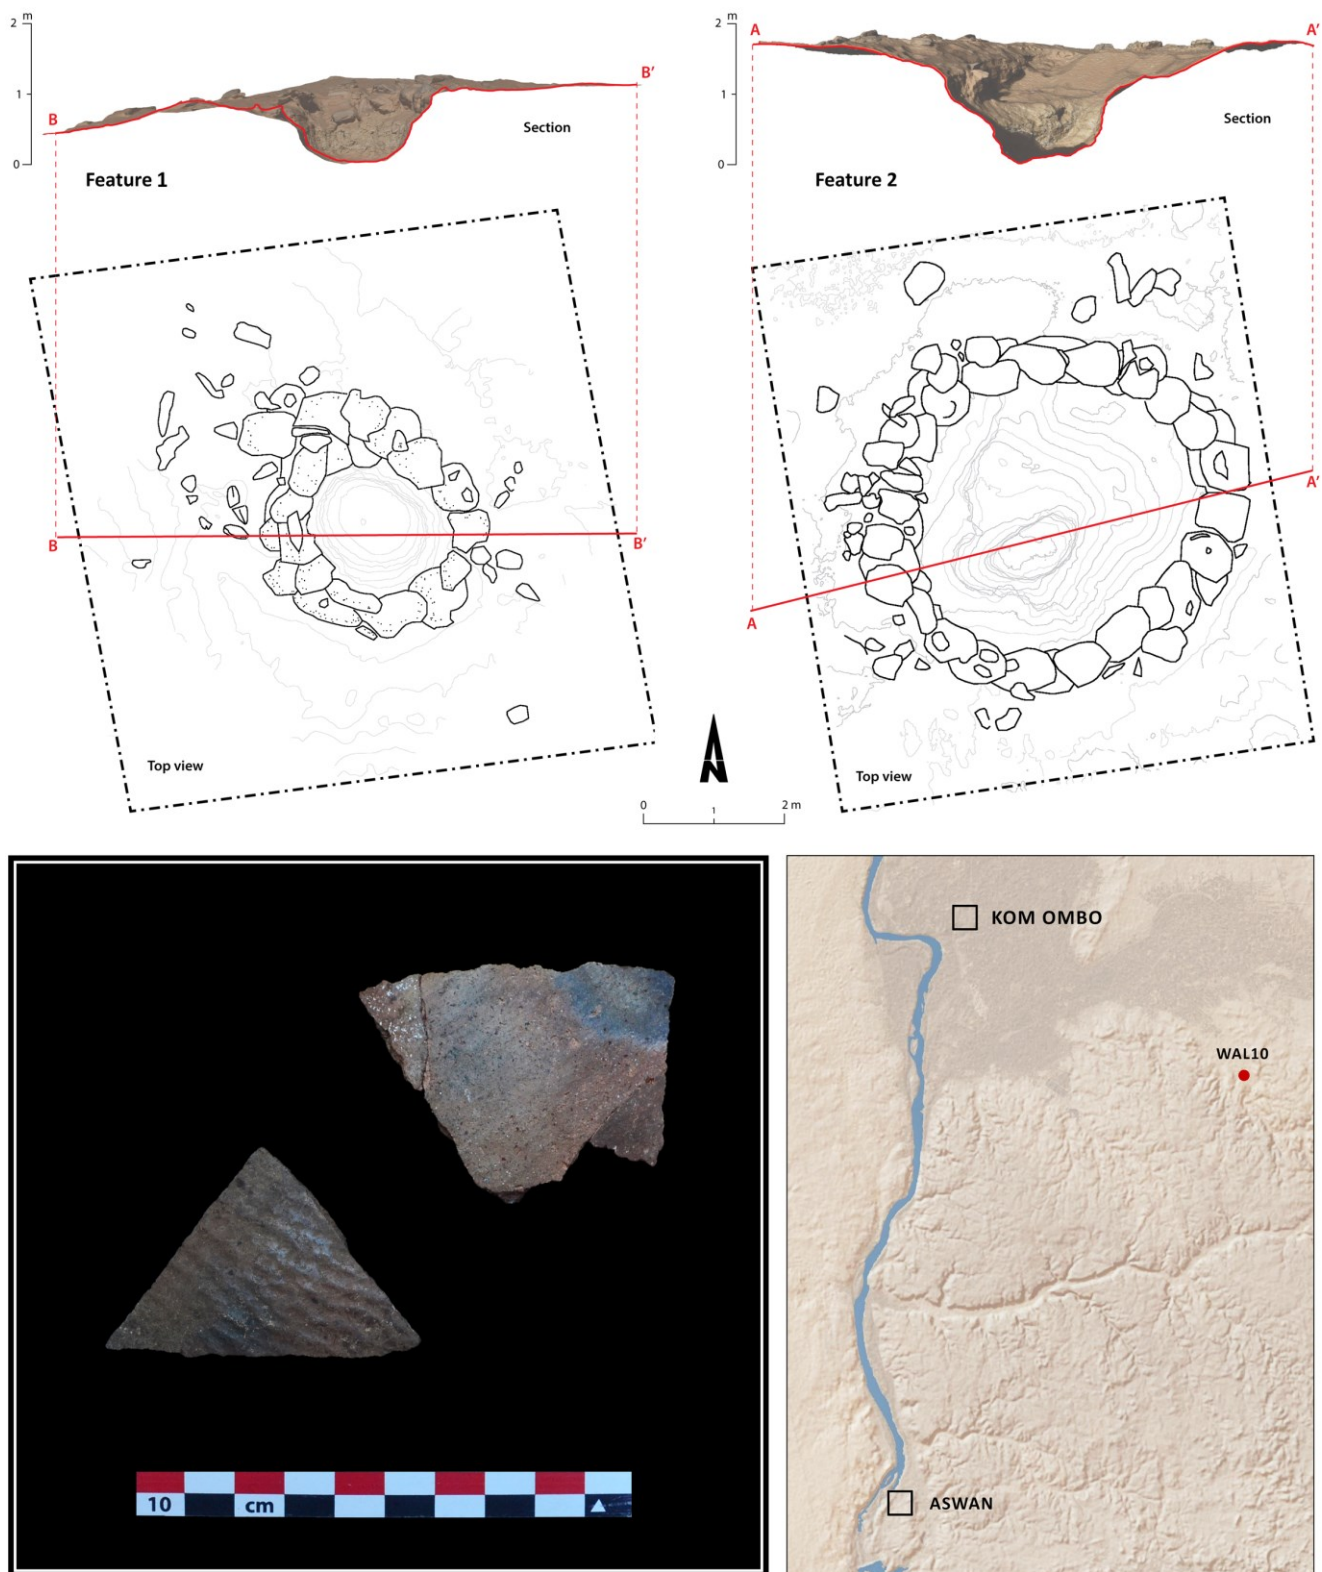 2
m
1
0
B
B'
Section
Feature 1
2
m
1
0
A
A'
Section
Feature 2
B
B'
Top view
A
A'
Top view
N
0
1
2 m
10
cm
KOM OMBO
WAL10
ASWAN